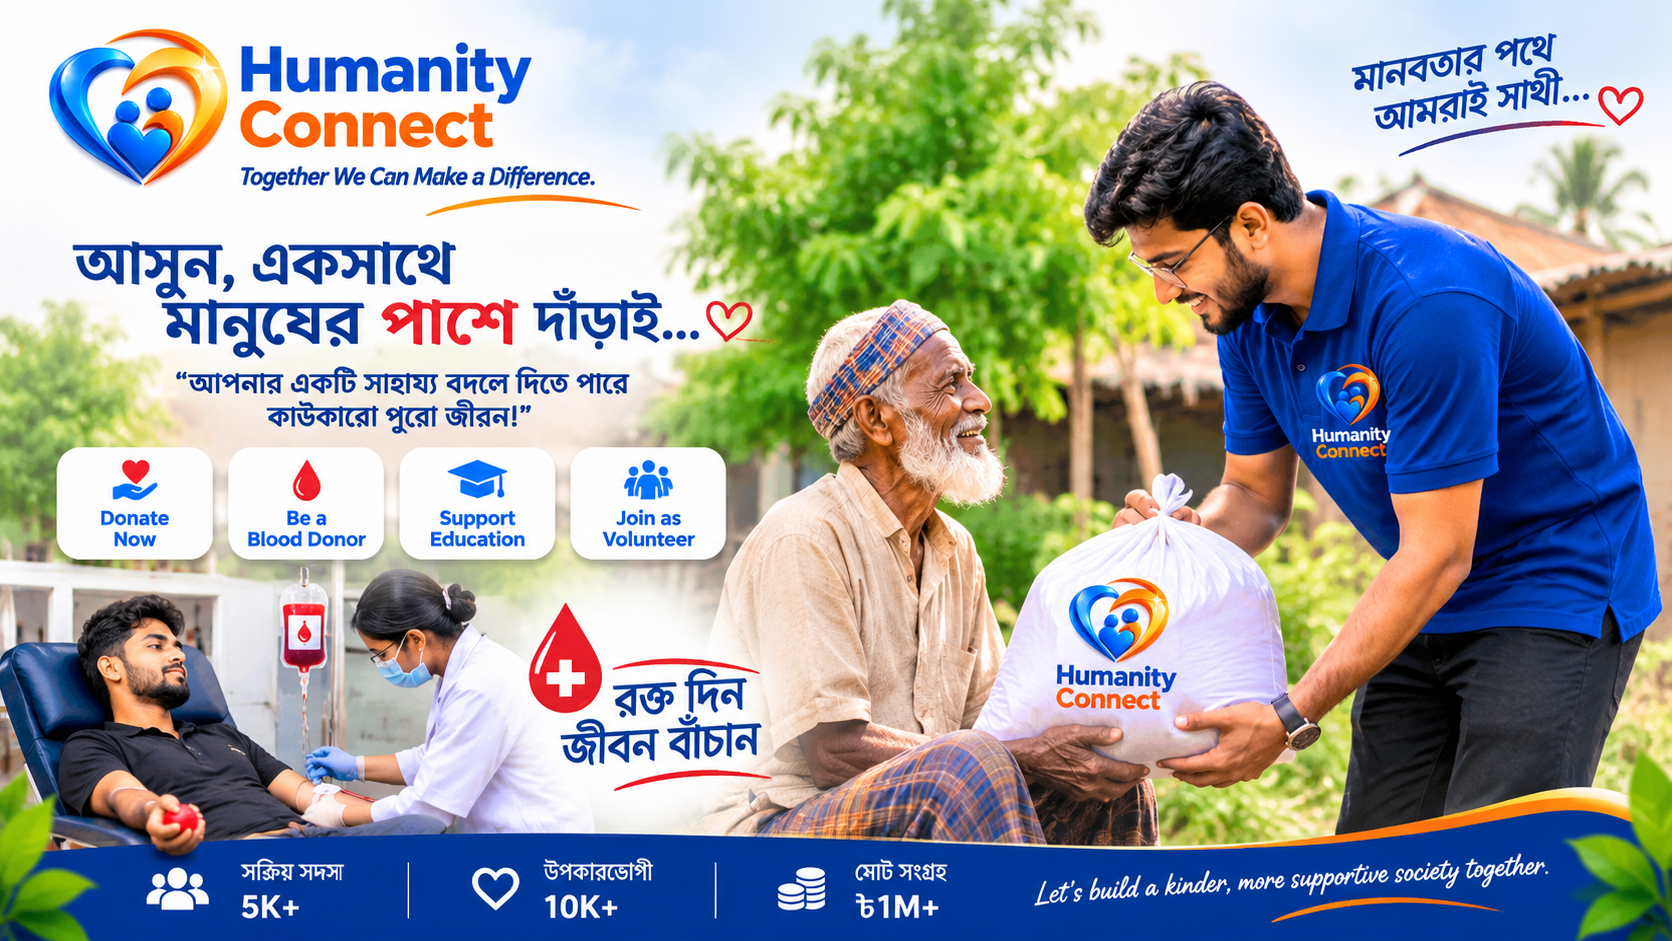 Humanity
Connect
Together We Can Make a Difference.
মানবতার পথে
আমরাই সাথী...
আসুন, একসাথে
মানুষের পাশে দাঁড়াই...
“আপনার একটি সাহায্য বদলে দিতে পারে
কাউকারো পুরো জীরন!”
Donate
Now
Be a
Blood Donor
Support
Education
Join as
Volunteer
রক্ত দিন
জীবন বাঁচান
Humanity
Connect
Humanity
Connect
সক্রিয় সদসা
5K+
উপকারভোগী
10K+
মোট সংগ্রহ
৳1M+
Let's build a kinder, more supportive society together.